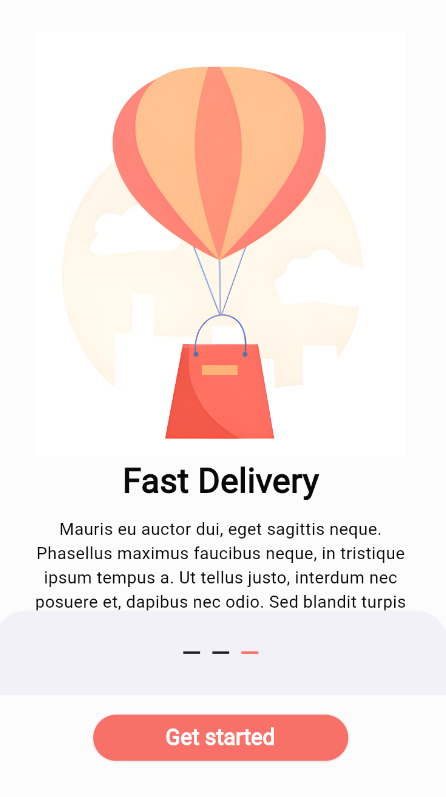 Fast Delivery
Mauris eu auctor dui, eget sagittis neque.
Phasellus maximus faucibus neque, in tristique
ipsum tempus a. Ut tellus justo, interdum nec
posuere et, dapibus nec odio. Sed blandit turpis
Get started